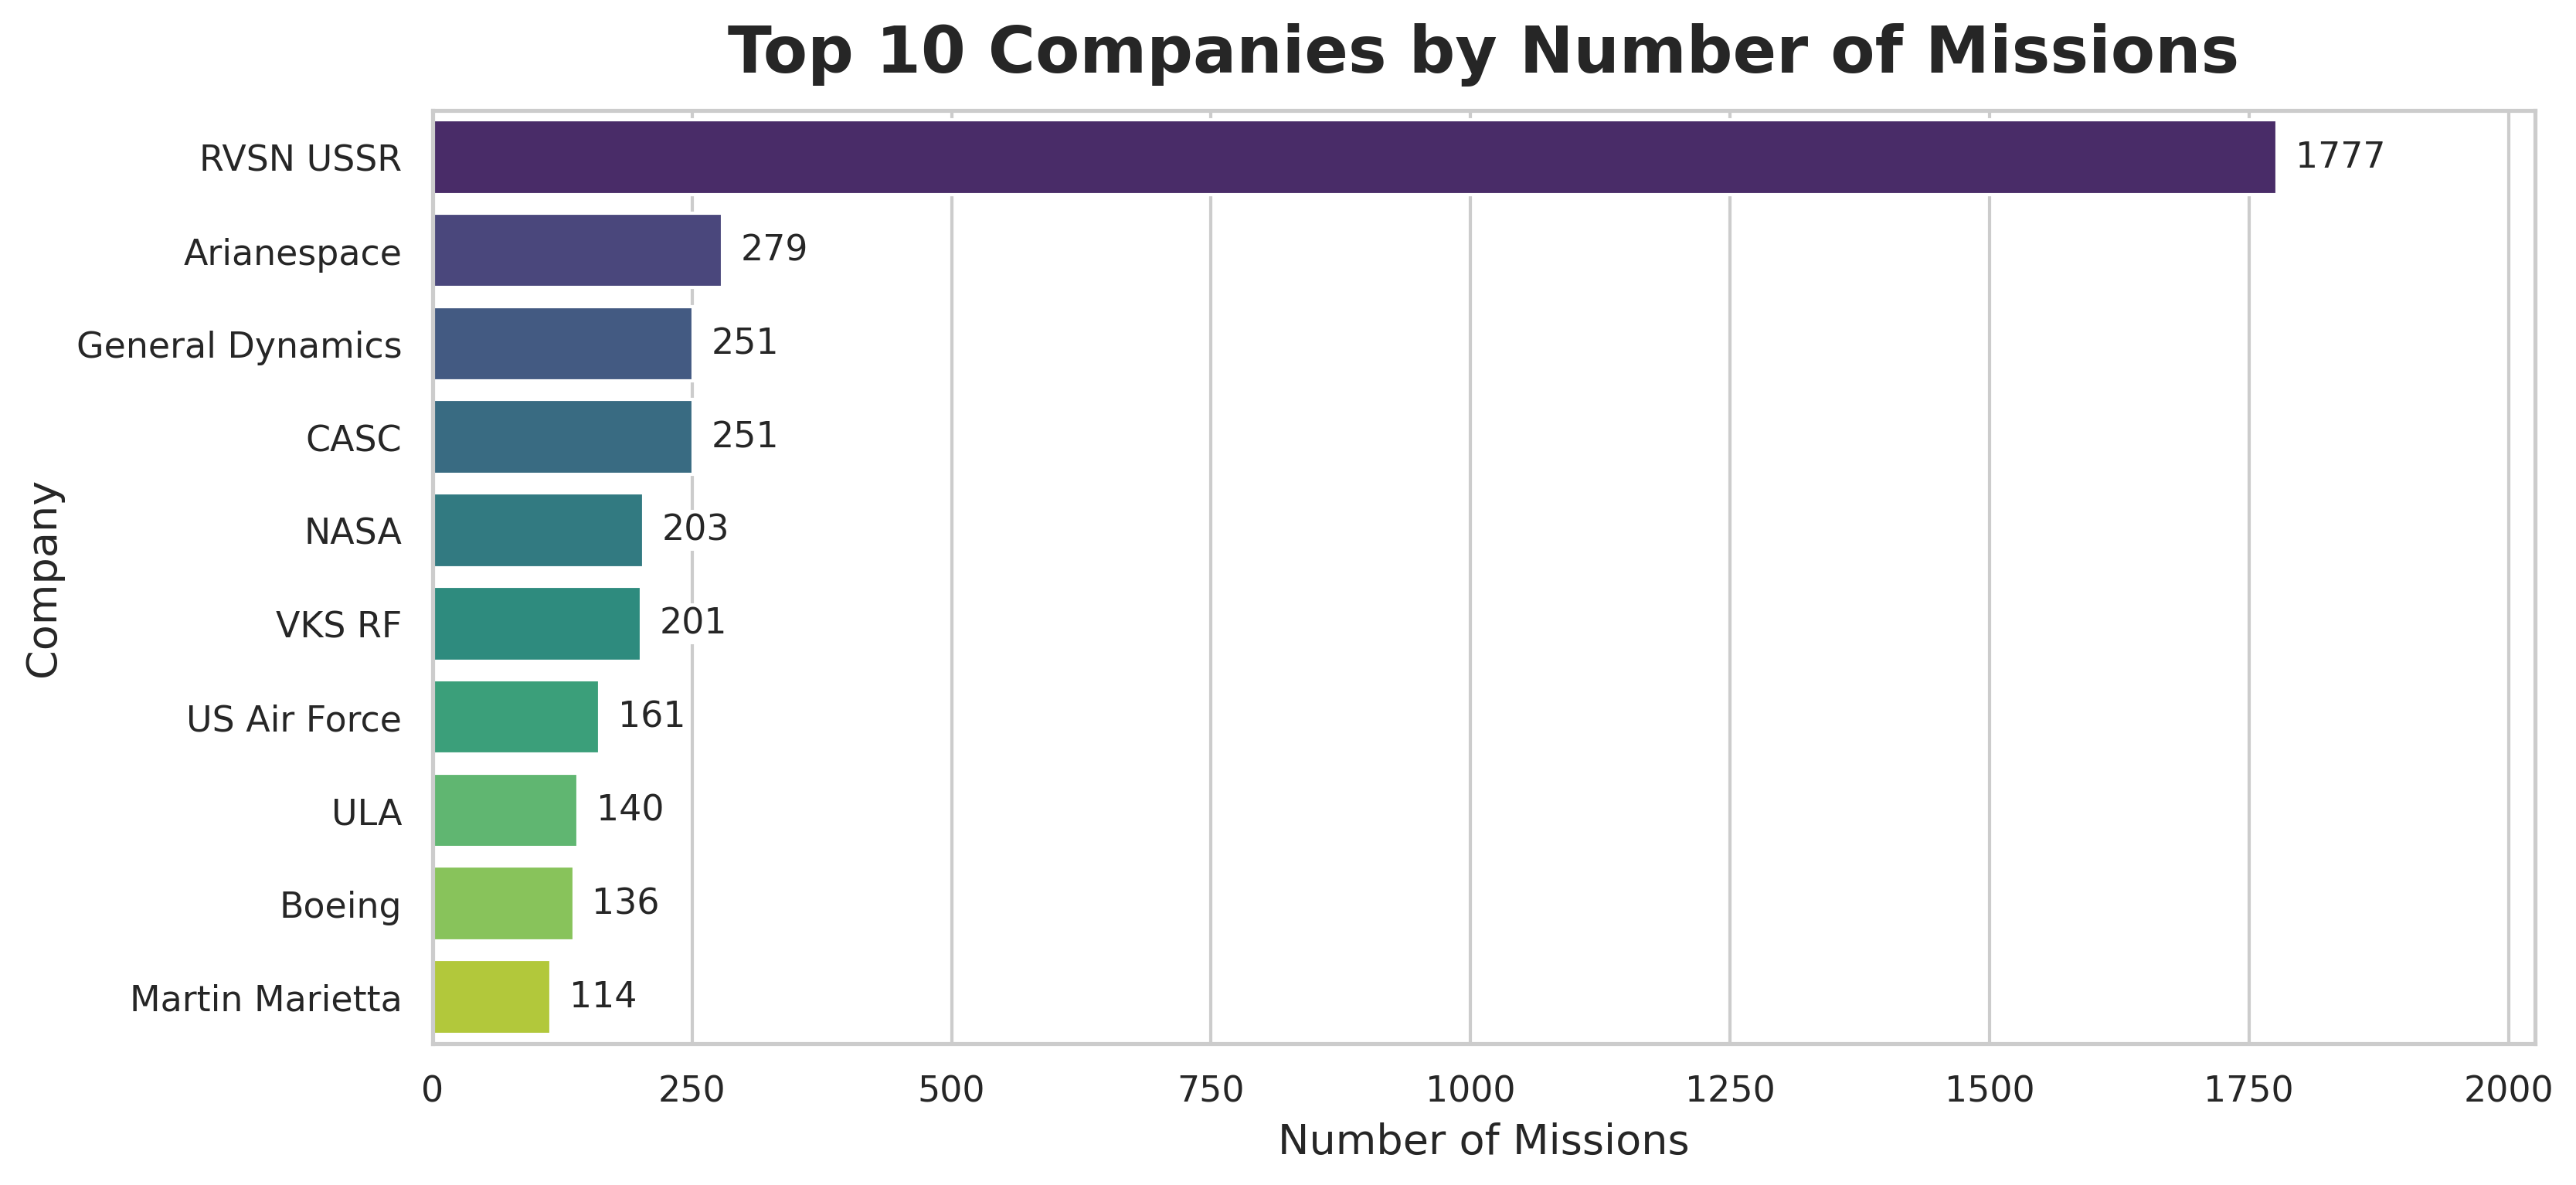 Top 10 Companies by Number of Missions
RVSN USSR 1777
Arianespace 279
General Dynamics 251
CASC 251
NASA 203
VKS RF 201
US Air Force 161
ULA 140
Boeing 136
Martin Marietta 114
Company
0 250 500 750 1000 1250 1500 1750 2000
Number of Missions